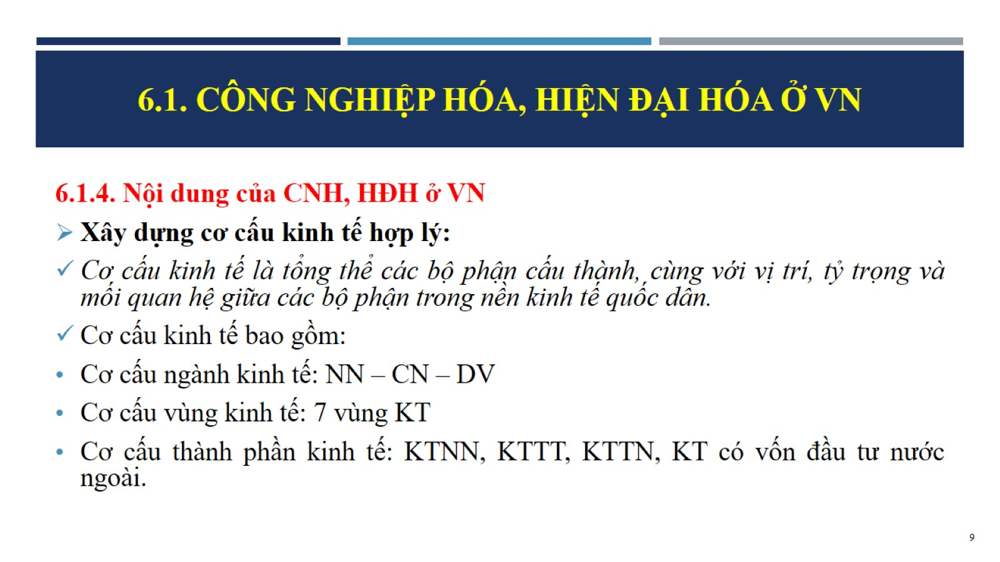 6.1. CÔNG NGHIỆP HÓA, HIỆN ĐẠI HÓA Ở VN
6.1.4. Nội dung của CNH, HĐH ở VN
➢ Xây dựng cơ cấu kinh tế hợp lý:
✓ Cơ cấu kinh tế là tổng thể các bộ phận cấu thành, cùng với vị trí, tỷ trọng và
mối quan hệ giữa các bộ phận trong nền kinh tế quốc dân.
✓ Cơ cấu kinh tế bao gồm:
• Cơ cấu ngành kinh tế: NN – CN – DV
• Cơ cấu vùng kinh tế: 7 vùng KT
• Cơ cấu thành phần kinh tế: KTNN, KTTT, KTTN, KT có vốn đầu tư nước
ngoài.
9